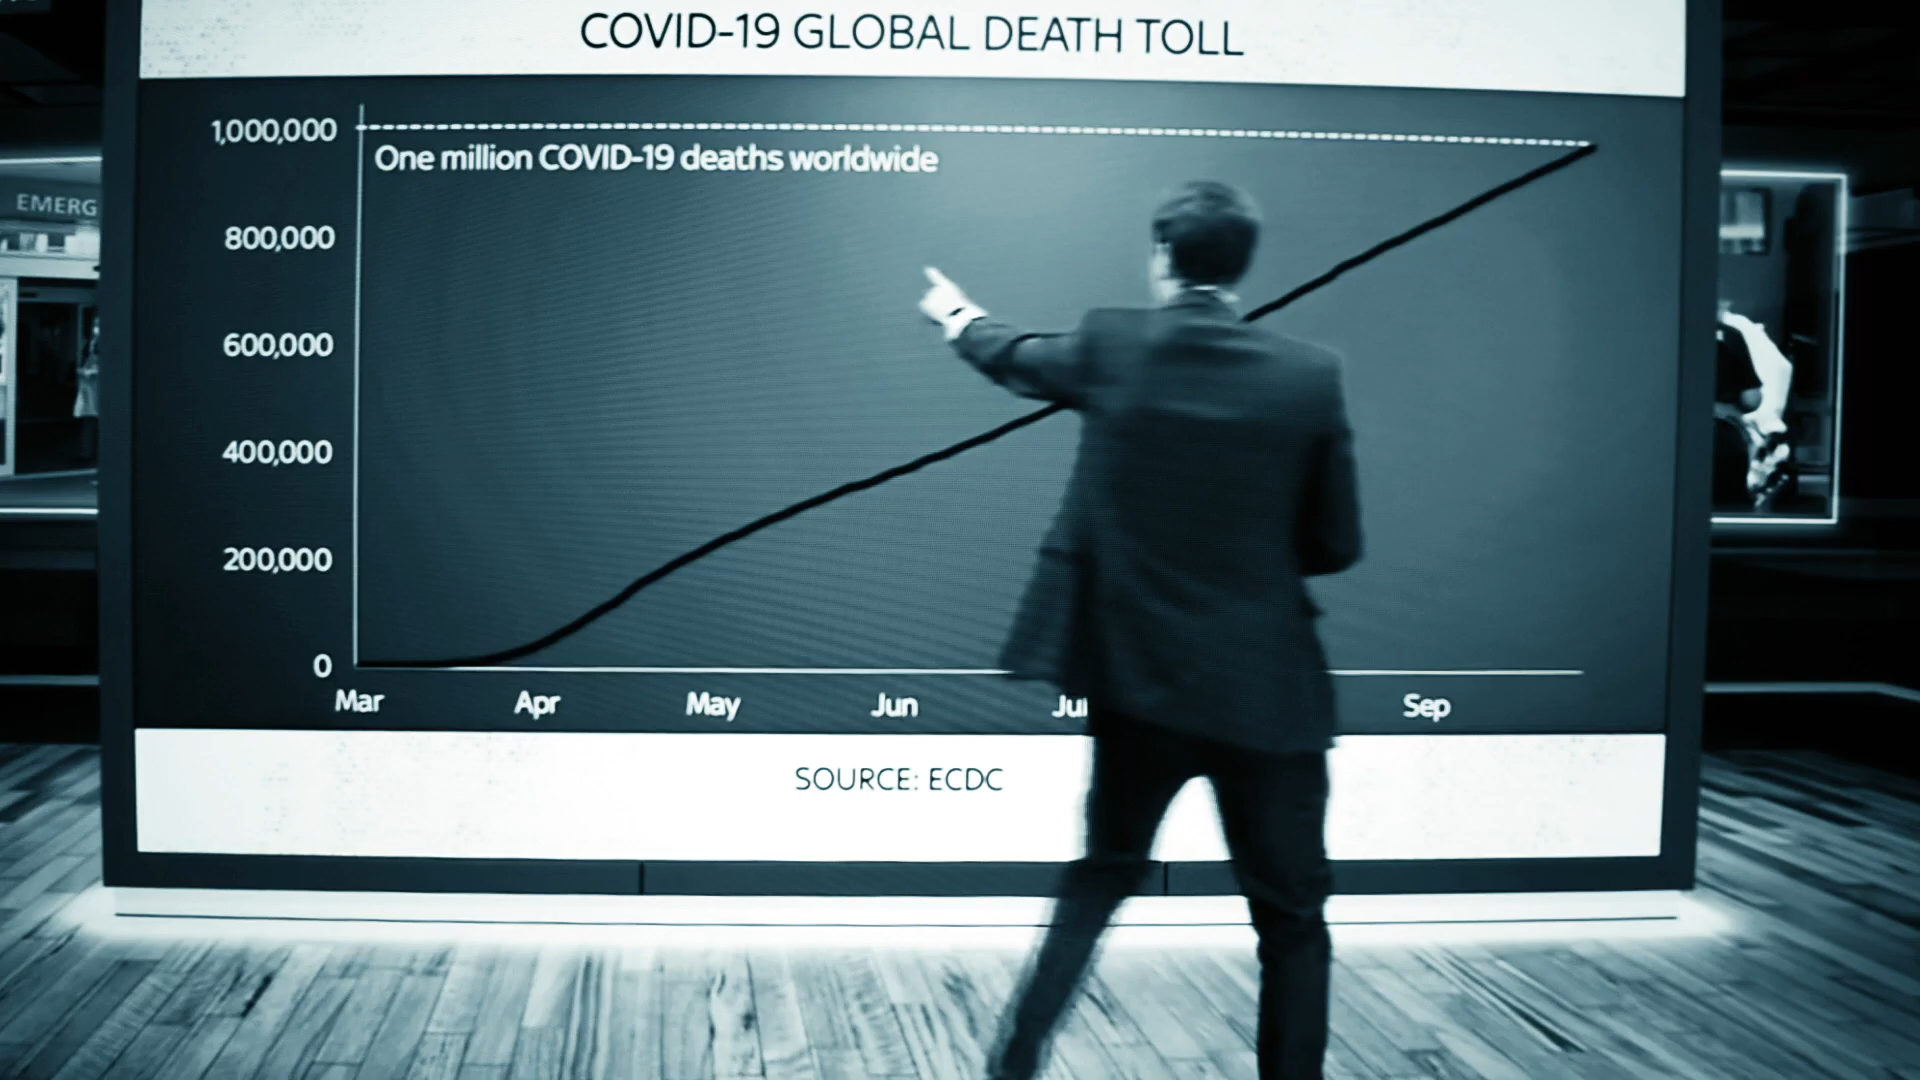 COVID-19 GLOBAL DEATH TOLL
1,000,000
One million COVID-19 deaths worldwide
800,000
EMERG
600,000
400,000
200,000
0
Mar Apr May Jun Sep
SOURCE: ECDC